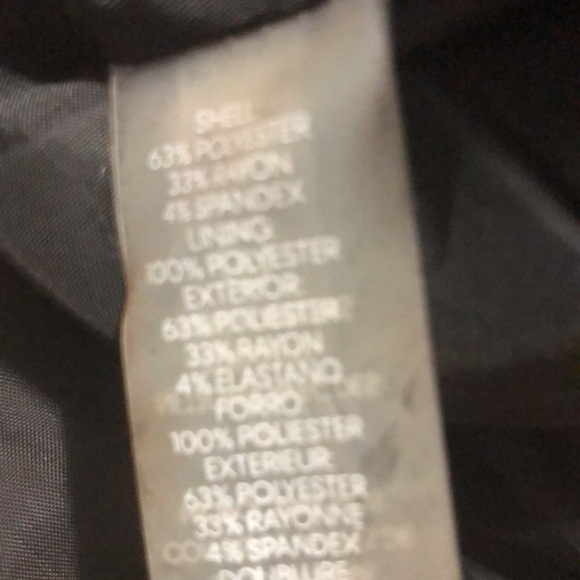 SHELL
63% POLYESTER
33% RAYON
4% SPANDEX
LINING
100% POLYESTER
EXTERIOR
63% POLIESTER
33% RAYON
4% ELASTANO
FORRO
100% POLIESTER
EXTERIEUR
63% POLYESTER
33% RAYONNE
4% SPANDEX
DOUBLURE